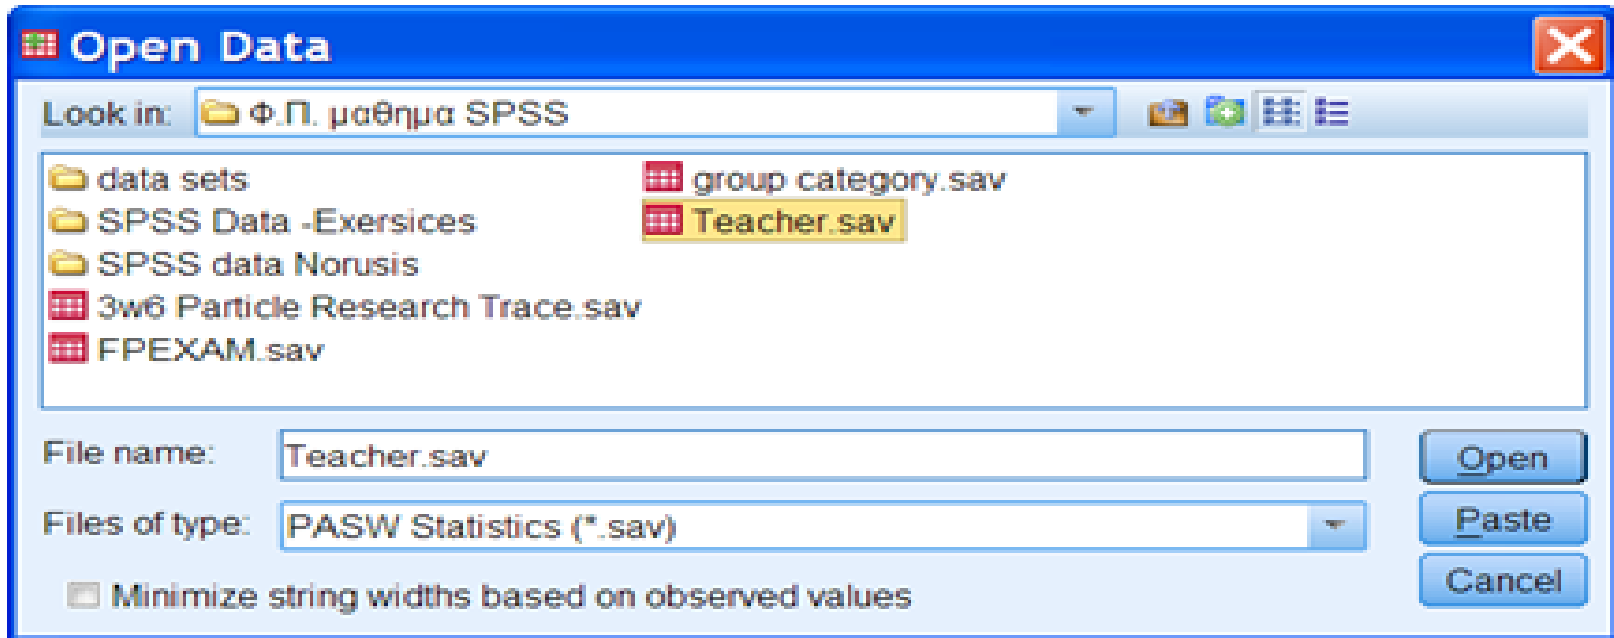 Open Data
Look in: Φ.Π. μαθημα SPSS
data sets
SPSS Data -Exersices
SPSS data Norusis
3w6 Particle Research Trace.sav
FPEXAM.sav
group category.sav
Teacher.sav
File name: Teacher.sav
Open
Files of type: PASW Statistics (*.sav)
Paste
Minimize string widths based on observed values
Cancel